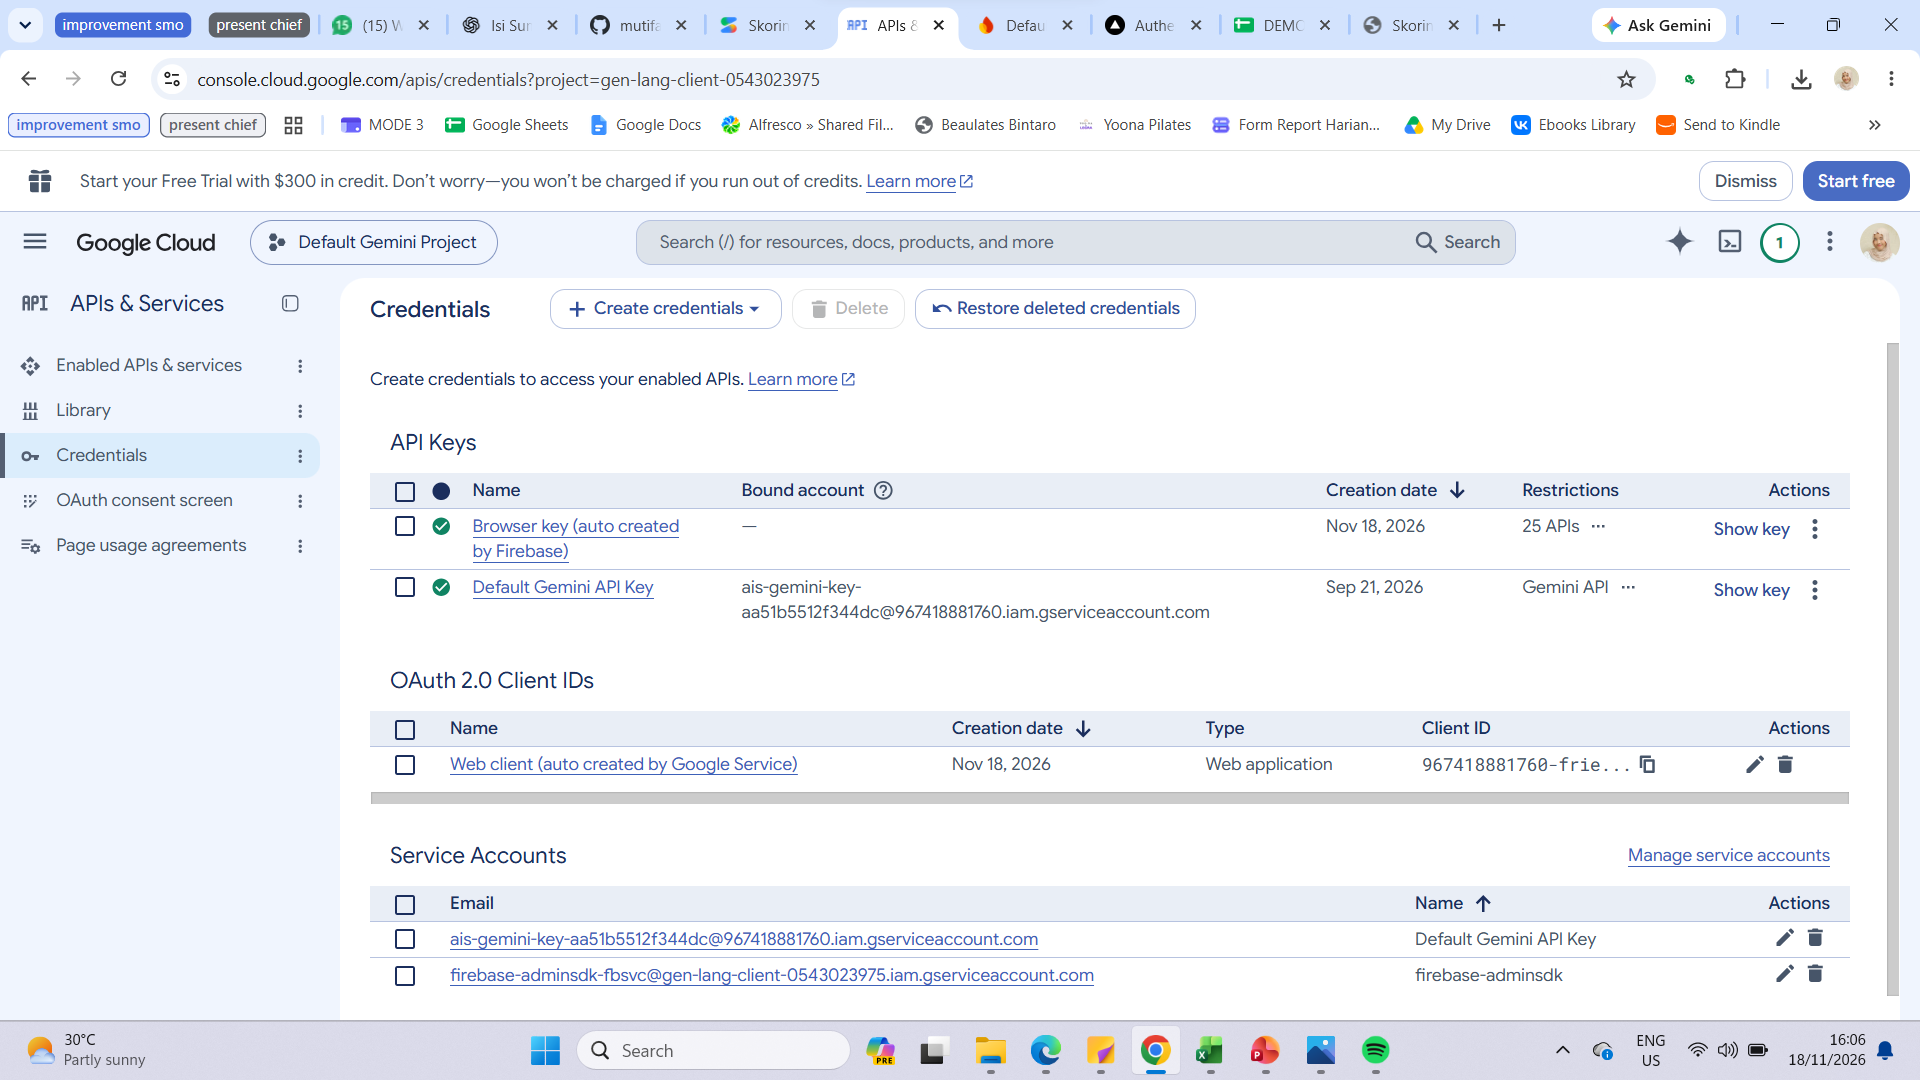 improvement smo
present chief
(15) W
Isi Sur
mutifa
Skorin
APIs &
Defau
Authe
DEMO
Skorin
Ask Gemini
console.cloud.google.com/apis/credentials?project=gen-lang-client-0543023975
improvement smo
present chief
MODE 3
Google Sheets
Google Docs
Alfresco » Shared Fil...
Beaulates Bintaro
Yoona Pilates
Form Report Harian...
My Drive
Ebooks Library
Send to Kindle
Start your Free Trial with $300 in credit. Don't worry—you won't be charged if you run out of credits. Learn more
Dismiss
Start free
Google Cloud
Default Gemini Project
Search (/) for resources, docs, products, and more
Search
1
API APIs & Services
Enabled APIs & services
Library
Credentials
OAuth consent screen
Page usage agreements
Credentials
Create credentials
Delete
Restore deleted credentials
Create credentials to access your enabled APIs. Learn more
API Keys
Name Bound account Creation date Restrictions Actions
Browser key (auto created — Nov 18, 2026 25 APIs ··· Show key
by Firebase)
Default Gemini API Key ais-gemini-key- Sep 21, 2026 Gemini API ··· Show key
aa51b5512f344dc@967418881760.iam.gserviceaccount.com
OAuth 2.0 Client IDs
Name Creation date Type Client ID Actions
Web client (auto created by Google Service) Nov 18, 2026 Web application 967418881760-frie...
Service Accounts Manage service accounts
Email Name Actions
ais-gemini-key-aa51b5512f344dc@967418881760.iam.gserviceaccount.com Default Gemini API Key
firebase-adminsdk-fbsvc@gen-lang-client-0543023975.iam.gserviceaccount.com firebase-adminsdk
30°C
Partly sunny
Search
PRE
ENG
US
16:06
18/11/2026